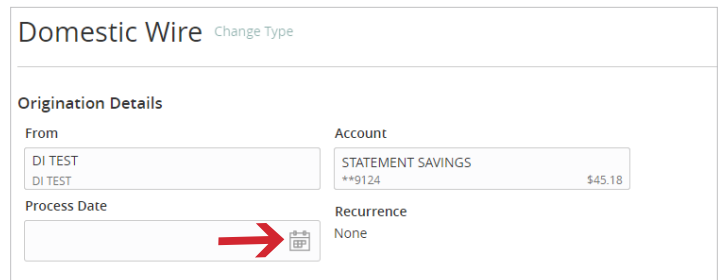 Domestic Wire Change Type
Origination Details
From
DI TEST
DI TEST
Account
STATEMENT SAVINGS
**9124 $45.18
Process Date
Recurrence
None